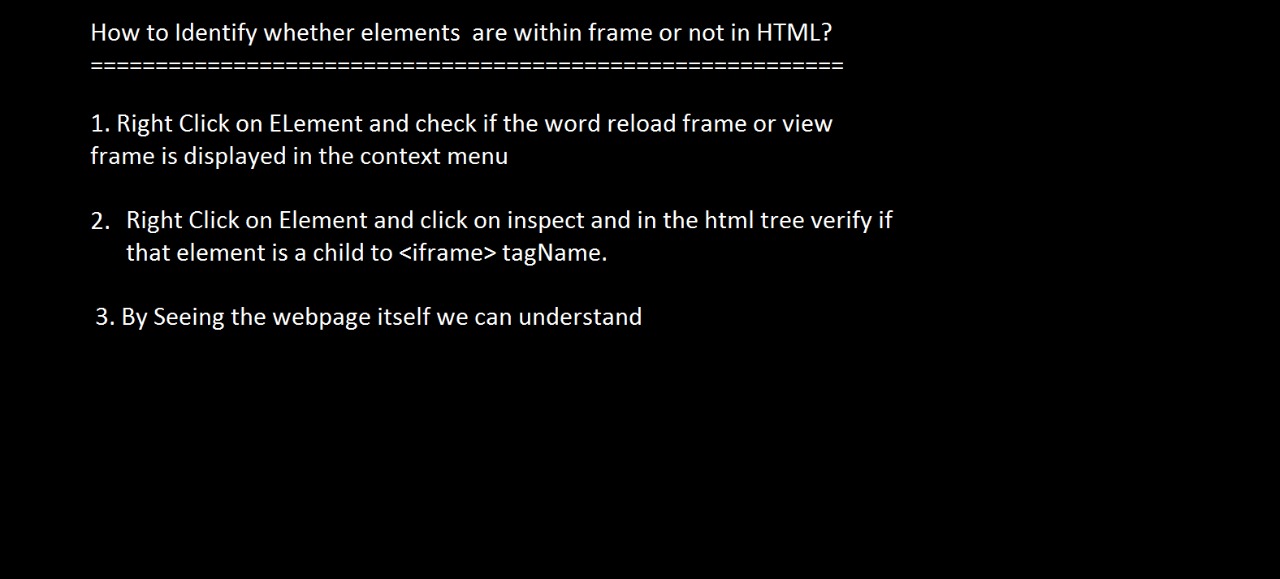 How to Identify whether elements  are within frame or not in HTML?
==========================================================
1. Right Click on ELement and check if the word reload frame or view
frame is displayed in the context menu
2.  Right Click on Element and click on inspect and in the html tree verify if
that element is a child to <iframe> tagName.
3. By Seeing the webpage itself we can understand